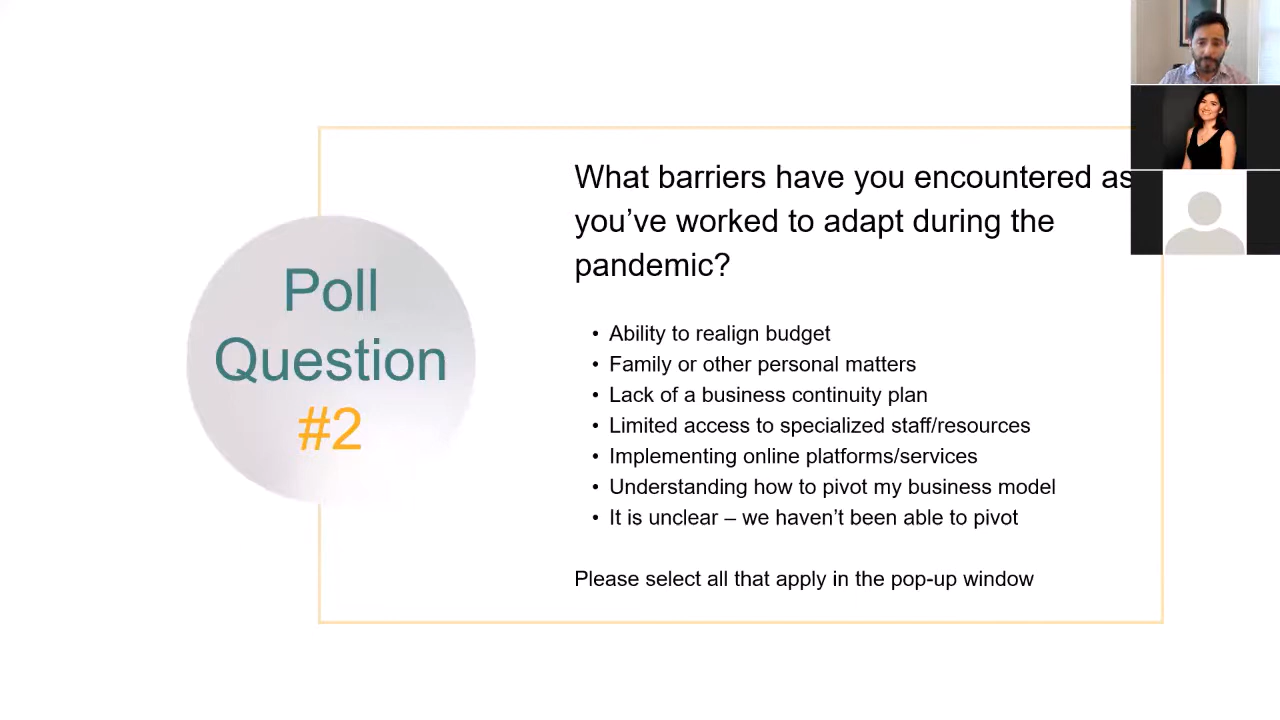 Poll
Question
#2
What barriers have you encountered as
you’ve worked to adapt during the
pandemic?
• Ability to realign budget
• Family or other personal matters
• Lack of a business continuity plan
• Limited access to specialized staff/resources
• Implementing online platforms/services
• Understanding how to pivot my business model
• It is unclear – we haven’t been able to pivot
Please select all that apply in the pop-up window